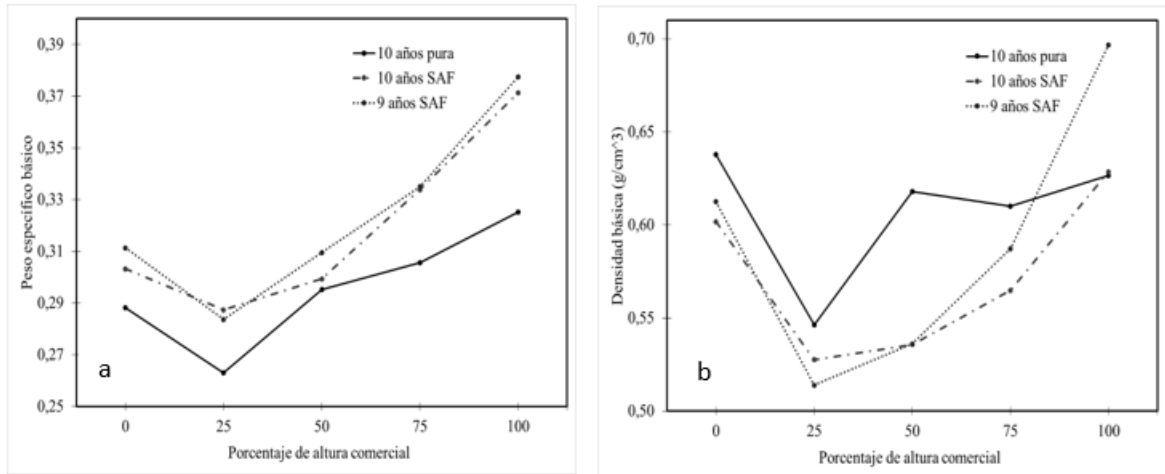 0,39
0,37
0,35
0,33
0,31
0,29
0,27
0,25
Peso específico básico
10 años pura
10 años SAF
9 años SAF
a
0 25 50 75 100
Porcentaje de altura comercial
0,70
0,65
0,60
0,55
0,50
Densidad básica (g/cm^3)
10 años pura
10 años SAF
9 años SAF
b
0 25 50 75 100
Porcentaje de altura comercial